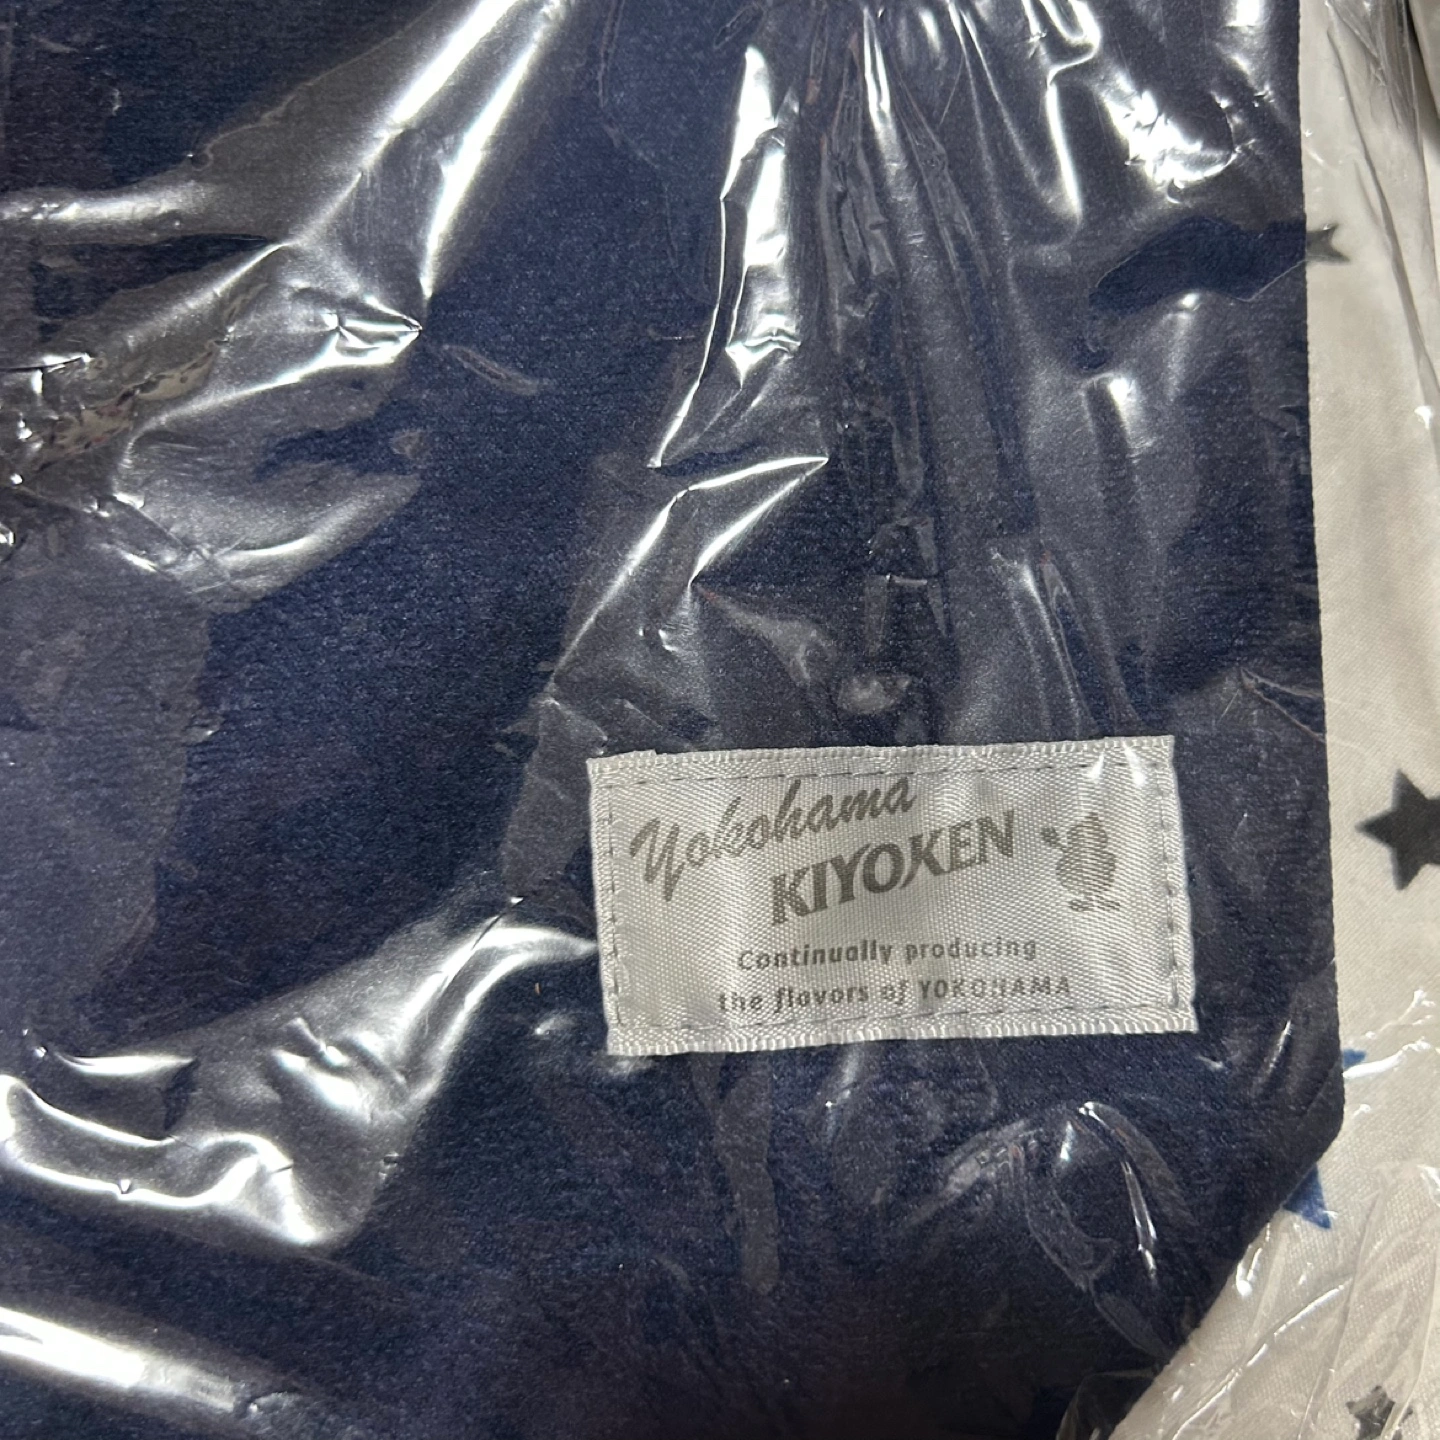 Yokohama
KIYOKEN
Continually producing
the flavors of YOKOHAMA